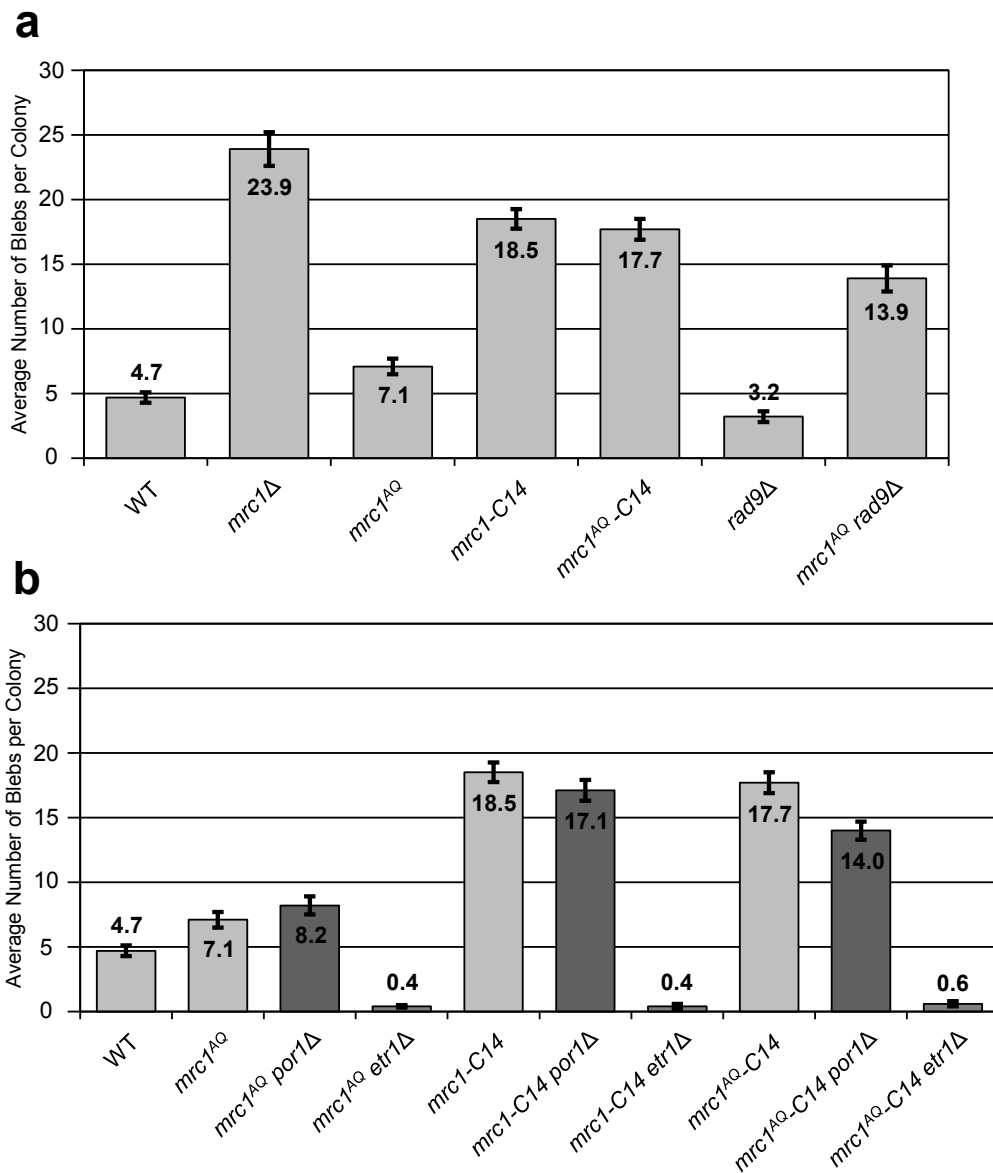 a
Average Number of Blebs per Colony
30
25
20
15
10
5
0
4.7
23.9
7.1
18.5
17.7
3.2
13.9
WT
mrc1Δ
mrc1ᴬQ
mrc1-C14
mrc1ᴬQ -C14
rad9Δ
mrc1ᴬQ rad9Δ
b
Average Number of Blebs per Colony
30
25
20
15
10
5
0
4.7
7.1
8.2
0.4
18.5
17.1
0.4
17.7
14.0
0.6
WT
mrc1ᴬQ
mrc1ᴬQ por1Δ
mrc1ᴬQ etr1Δ
mrc1-C14
mrc1-C14 por1Δ
mrc1-C14 etr1Δ
mrc1ᴬQ-C14
mrc1ᴬQ-C14 por1Δ
mrc1ᴬQ-C14 etr1Δ